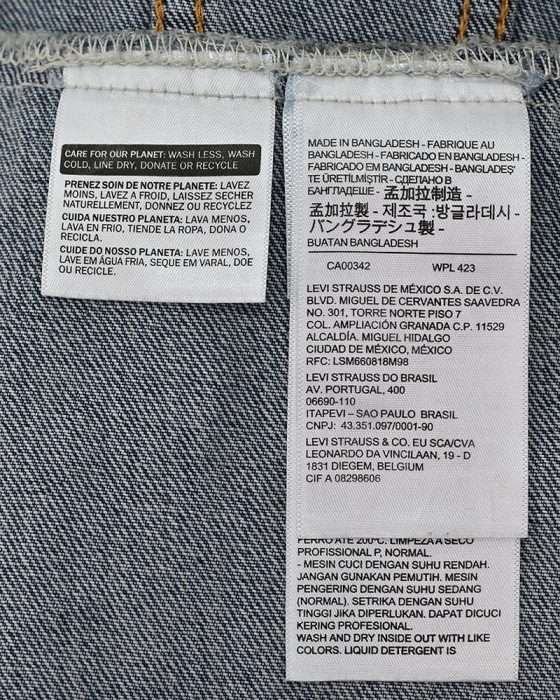 CARE FOR OUR PLANET: WASH LESS, WASH
COLD, LINE DRY, DONATE OR RECYCLE
PRENEZ SOIN DE NOTRE PLANETE: LAVEZ
MOINS, LAVEZ A FROID, LAISSEZ SECHER
NATURELLEMENT, DONNEZ OU RECYCLEZ
CUIDA NUESTRO PLANETA: LAVA MENOS,
LAVA EN FRIO, TIENDE LA ROPA, DONA O
RECICLA.
CUIDE DO NOSSO PLANETA: LAVE MENOS,
LAVE EM ÁGUA FRIA, SEQUE EM VARAL, DOE
OU RECICLE.
MADE IN BANGLADESH - FABRIQUE AU
BANGLADESH - FABRICADO EN BANGLADESH -
FABRICADO EM BANGLADESH - BANGLADEŞ'
TE ÜRETİLMİŞTİR - СДЕЛАНО В
БАНГЛАДЕШЕ - 孟加拉制造 -
孟加拉製 - 제조국 :방글라데시 -
バングラデシュ製 -
BUATAN BANGLADESH
CA00342 WPL 423
LEVI STRAUSS DE MÉXICO S.A. DE C.V.
BLVD. MIGUEL DE CERVANTES SAAVEDRA
NO. 301, TORRE NORTE PISO 7
COL. AMPLIACIÓN GRANADA C.P. 11529
ALCALDÍA. MIGUEL HIDALGO
CIUDAD DE MÉXICO, MÉXICO
RFC: LSM660818M98
LEVI STRAUSS DO BRASIL
AV. PORTUGAL, 400
06690-110
ITAPEVI – SAO PAULO BRASIL
CNPJ: 43.351.097/0001-90
LEVI STRAUSS & CO. EU SCA/CVA
LEONARDO DA VINCILAAN, 19 - D
1831 DIEGEM, BELGIUM
CIF A 08298606
FERRO ATÉ 200°C. LIMPEZA A SECO
PROFISSIONAL P, NORMAL.
- MESIN CUCI DENGAN SUHU RENDAH.
JANGAN GUNAKAN PEMUTIH. MESIN
PENGERING DENGAN SUHU SEDANG
(NORMAL). SETRIKA DENGAN SUHU
TINGGI JIKA DIPERLUKAN. DAPAT DICUCI
KERING PROFESIONAL.
WASH AND DRY INSIDE OUT WITH LIKE
COLORS. LIQUID DETERGENT IS